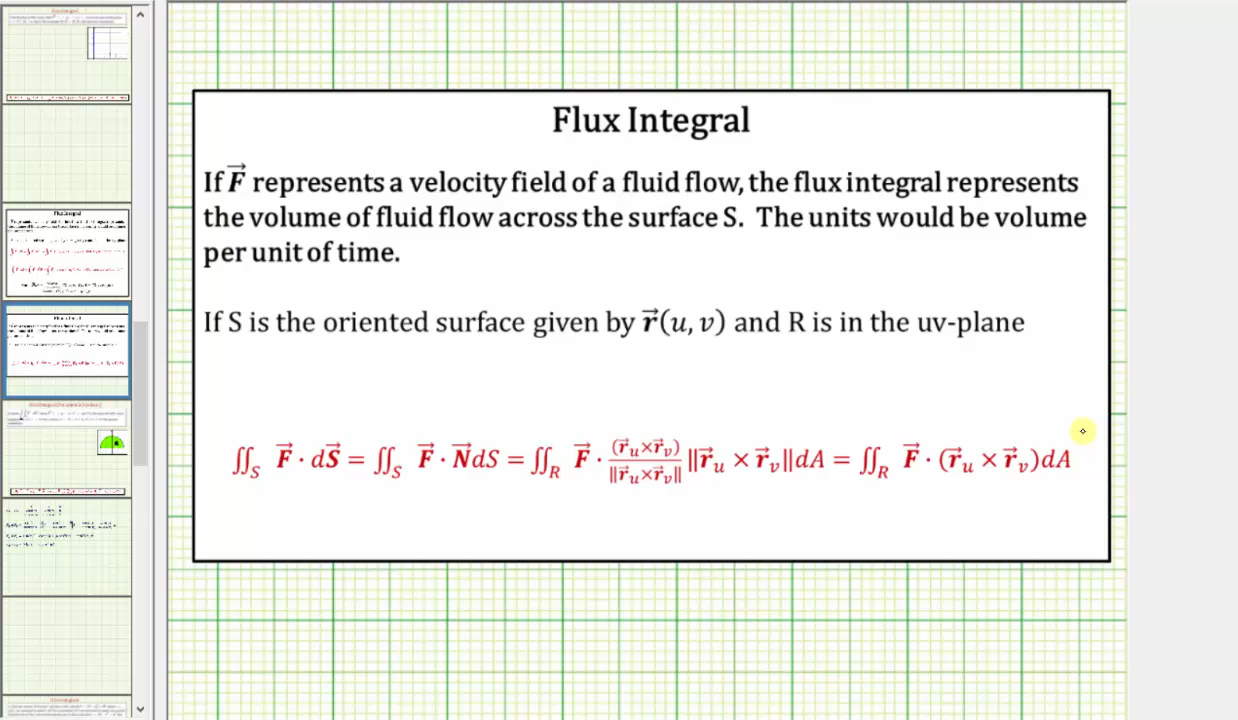 Flux Integral
If F⃗ represents a velocity field of a fluid flow, the flux integral represents
the volume of fluid flow across the surface S. The units would be volume
per unit of time.
If S is the oriented surface given by r⃗(u, v) and R is in the uv-plane
∬_S F⃗ · dS⃗ = ∬_S F⃗ · N⃗dS = ∬_R F⃗ · (r⃗_u×r⃗_v)/‖r⃗_u×r⃗_v‖ ‖r⃗_u × r⃗_v‖dA = ∬_R F⃗ · (r⃗_u × r⃗_v)dA